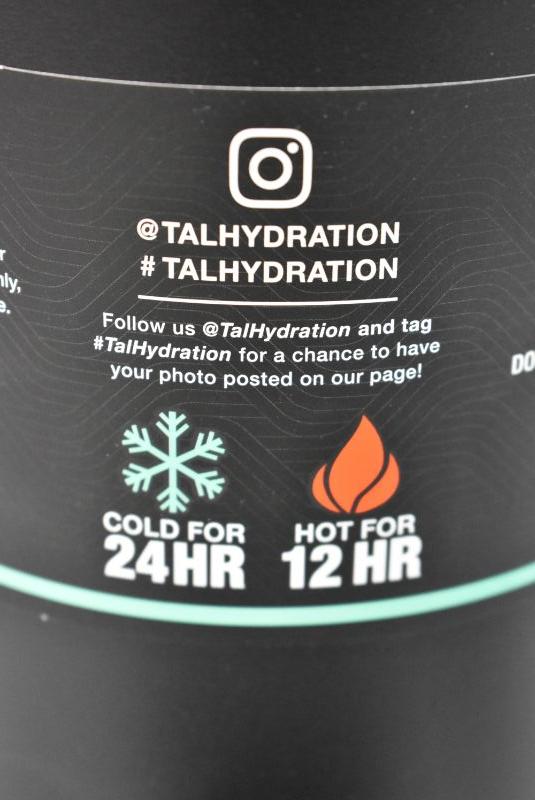 @TALHYDRATION
# TALHYDRATION
Follow us @TalHydration and tag
#TalHydration for a chance to have
your photo posted on our page!
COLD FOR
24HR
HOT FOR
12 HR